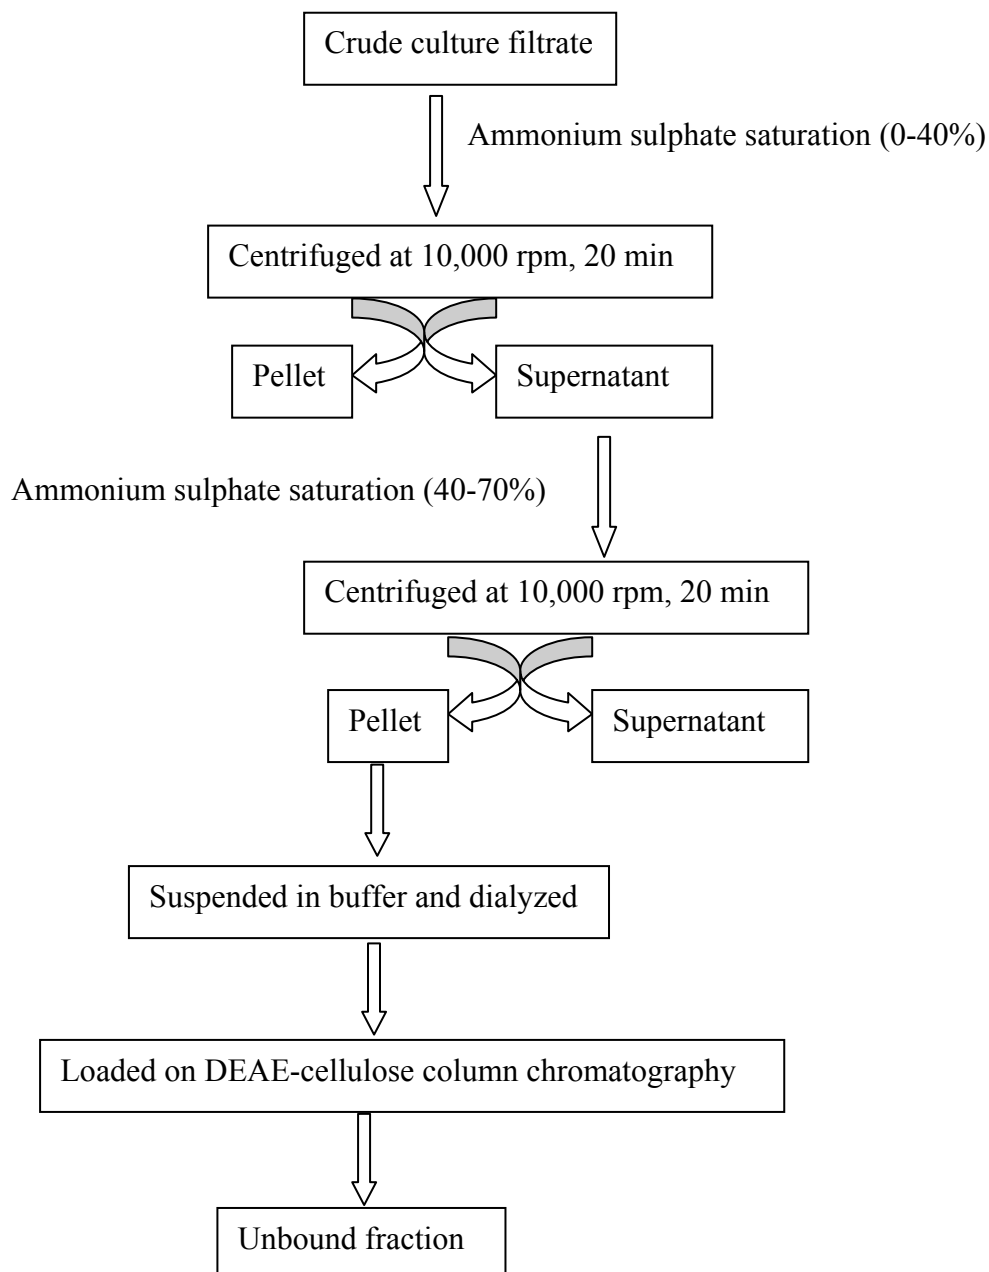 Crude culture filtrate
Ammonium sulphate saturation (0-40%)
Centrifuged at 10,000 rpm, 20 min
Pellet
Supernatant
Ammonium sulphate saturation (40-70%)
Centrifuged at 10,000 rpm, 20 min
Pellet
Supernatant
Suspended in buffer and dialyzed
Loaded on DEAE-cellulose column chromatography
Unbound fraction